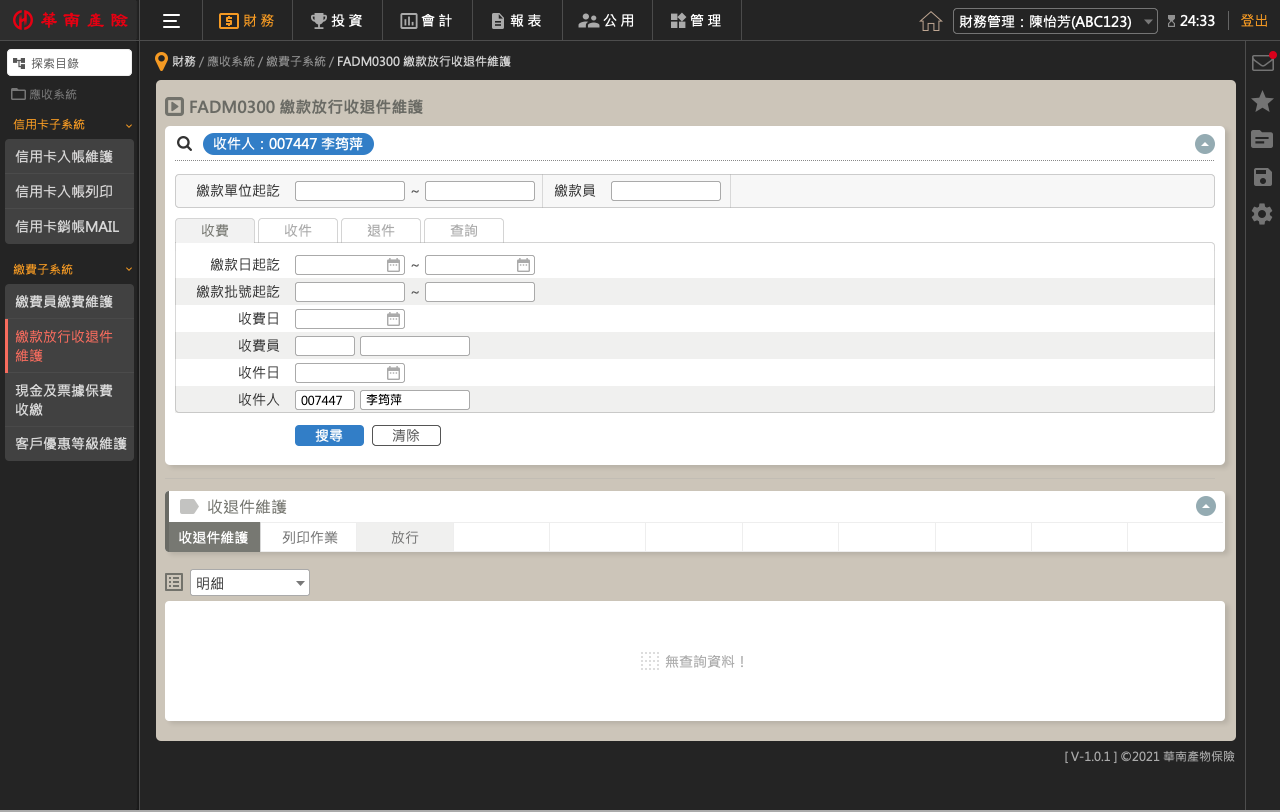 華南產險
財務
投資
會計
報表
公用
管理
財務管理：陳怡芳(ABC123)
24:33
登出
探索目錄
應收系統
信用卡子系統
信用卡入帳維護
信用卡入帳列印
信用卡銷帳MAIL
繳費子系統
繳費員繳費維護
繳款放行收退件
維護
現金及票據保費
收繳
客戶優惠等級維護
財務 / 應收系統 / 繳費子系統 / FADM0300 繳款放行收退件維護
FADM0300 繳款放行收退件維護
收件人：007447 李筠萍
繳款單位起訖 ~ 繳款員
收費 收件 退件 查詢
繳款日起訖 ~
繳款批號起訖 ~
收費日
收費員
收件日
收件人 007447 李筠萍
搜尋 清除
收退件維護
收退件維護 列印作業 放行
明細
無查詢資料！
[ V-1.0.1 ] ©2021 華南產物保險